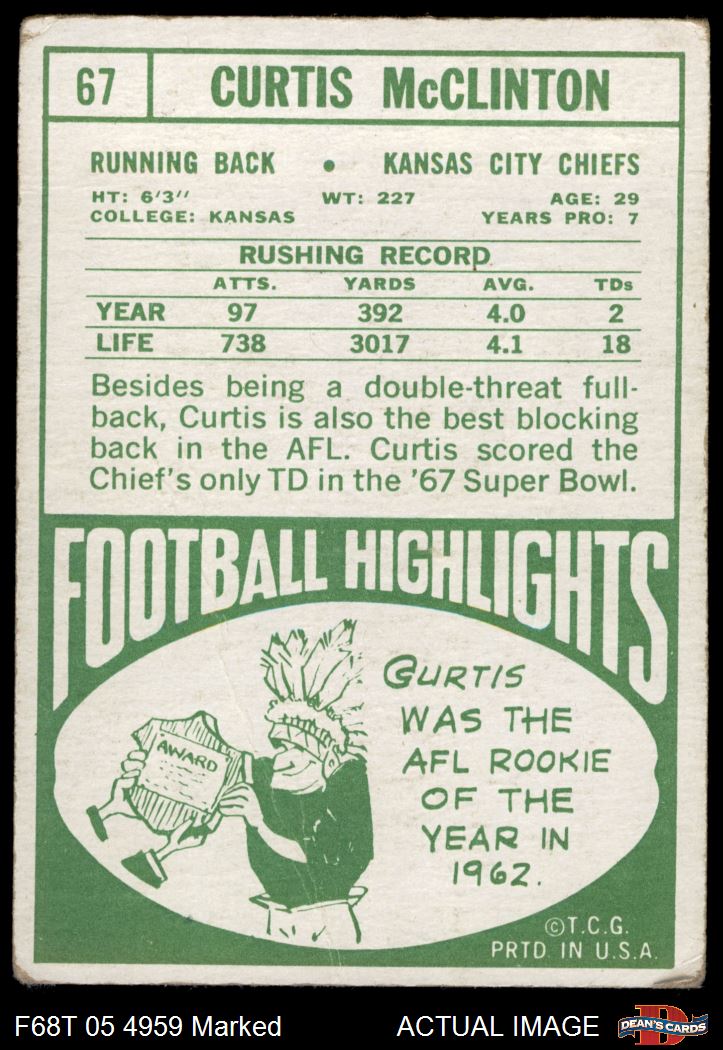 67 CURTIS McCLINTON
RUNNING BACK • KANSAS CITY CHIEFS
HT: 6'3" WT: 227 AGE: 29
COLLEGE: KANSAS YEARS PRO: 7
RUSHING RECORD
ATTS. YARDS AVG. TDs
YEAR 97 392 4.0 2
LIFE 738 3017 4.1 18
Besides being a double-threat full-
back, Curtis is also the best blocking
back in the AFL. Curtis scored the
Chief's only TD in the '67 Super Bowl.
FOOTBALL HIGHLIGHTS
AWARD
CURTIS
WAS THE
AFL ROOKIE
OF THE
YEAR IN
1962.
©T.C.G.
PRTD. IN U.S.A.
F68T 05 4959 Marked ACTUAL IMAGE D DEAN'S CARDS